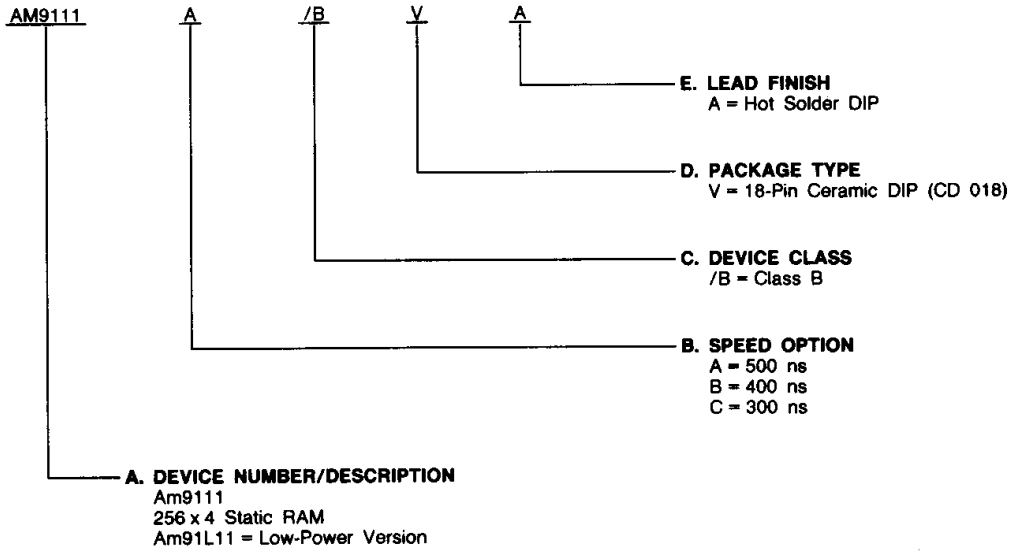 AM9111 A /B V A
E. LEAD FINISH
A = Hot Solder DIP
D. PACKAGE TYPE
V = 18-Pin Ceramic DIP (CD 018)
C. DEVICE CLASS
/B = Class B
B. SPEED OPTION
A = 500 ns
B = 400 ns
C = 300 ns
A. DEVICE NUMBER/DESCRIPTION
Am9111
256 x 4 Static RAM
Am91L11 = Low-Power Version